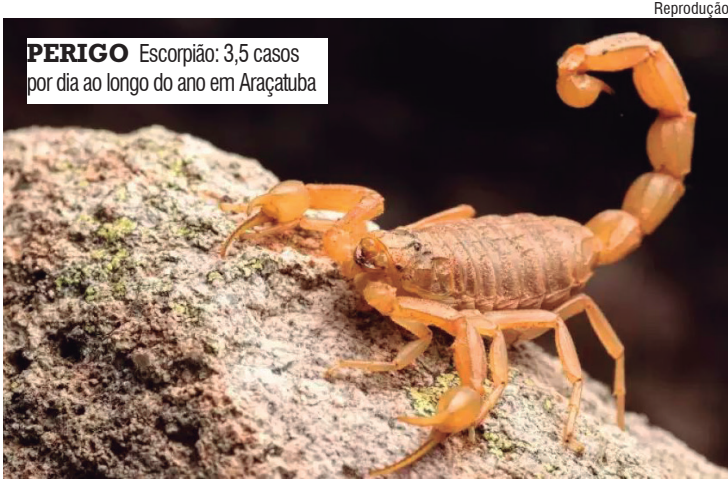 Reprodução
PERIGO Escorpião: 3,5 casos
por dia ao longo do ano em Araçatuba